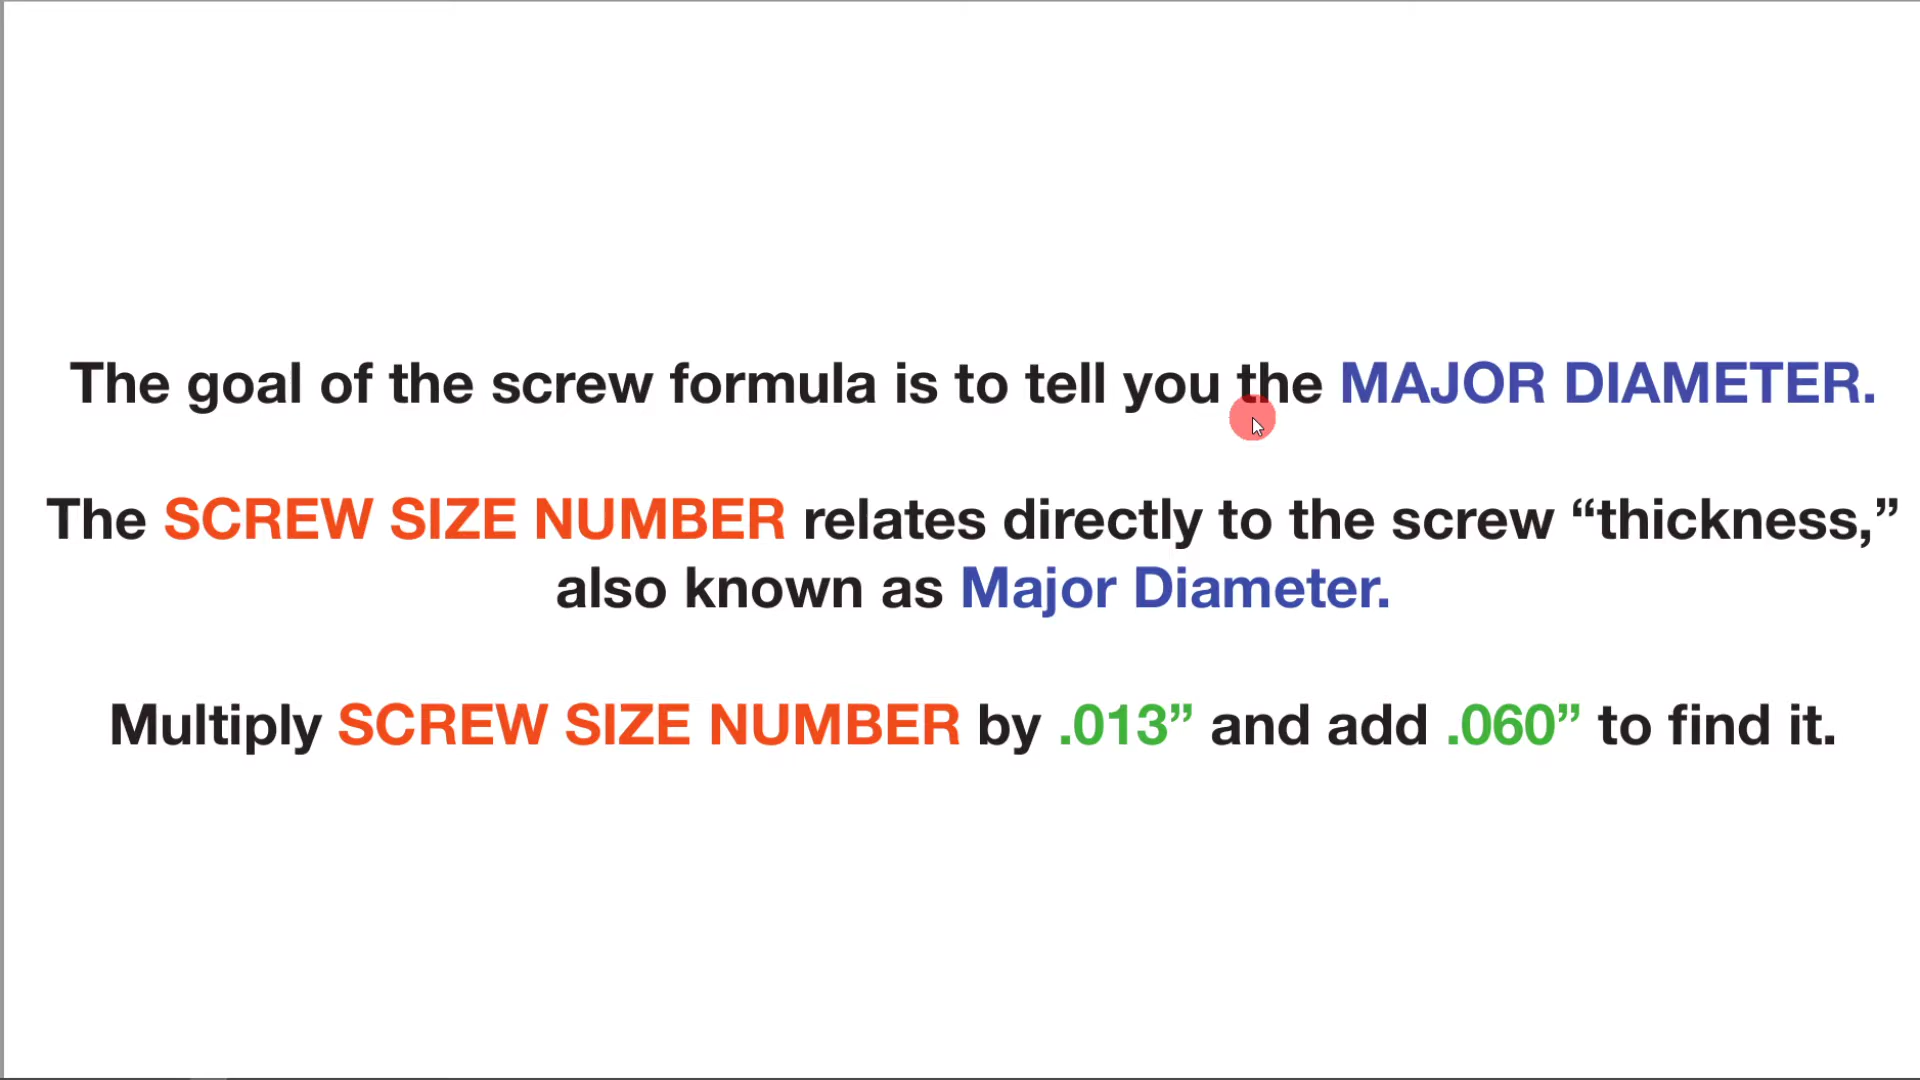 The goal of the screw formula is to tell you the MAJOR DIAMETER.
The SCREW SIZE NUMBER relates directly to the screw “thickness,”
also known as Major Diameter.
Multiply SCREW SIZE NUMBER by .013” and add .060” to find it.